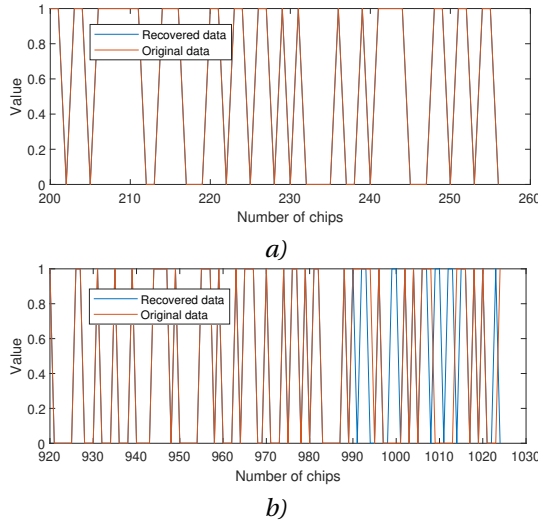 1
0.8
0.6
0.4
0.2
0
Value
Recovered data
Original data
200 210 220 230 240 250 260
Number of chips
a)
1
0.8
0.6
0.4
0.2
0
Value
Recovered data
Original data
920 930 940 950 960 970 980 990 1000 1010 1020 1030
Number of chips
b)